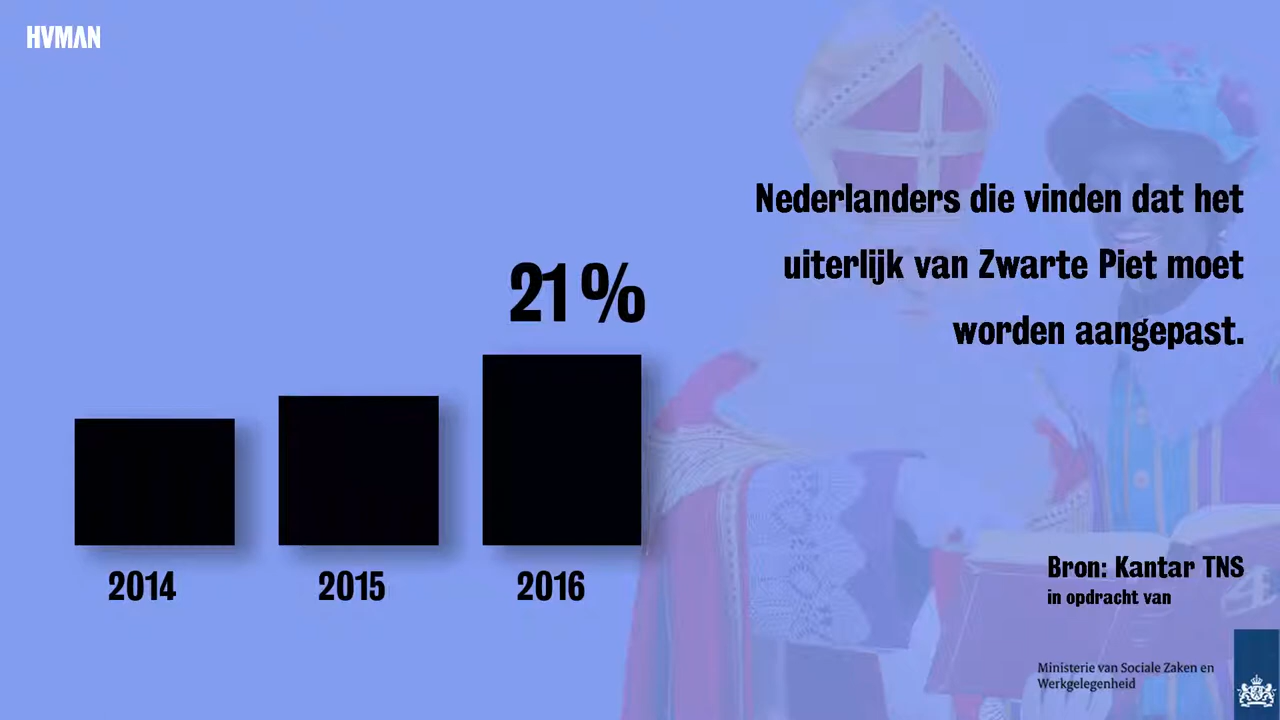 HVMAN
Nederlanders die vinden dat het
uiterlijk van Zwarte Piet moet
worden aangepast.
21%
2014 2015 2016
Bron: Kantar TNS
in opdracht van
Ministerie van Sociale Zaken en
Werkgelegenheid